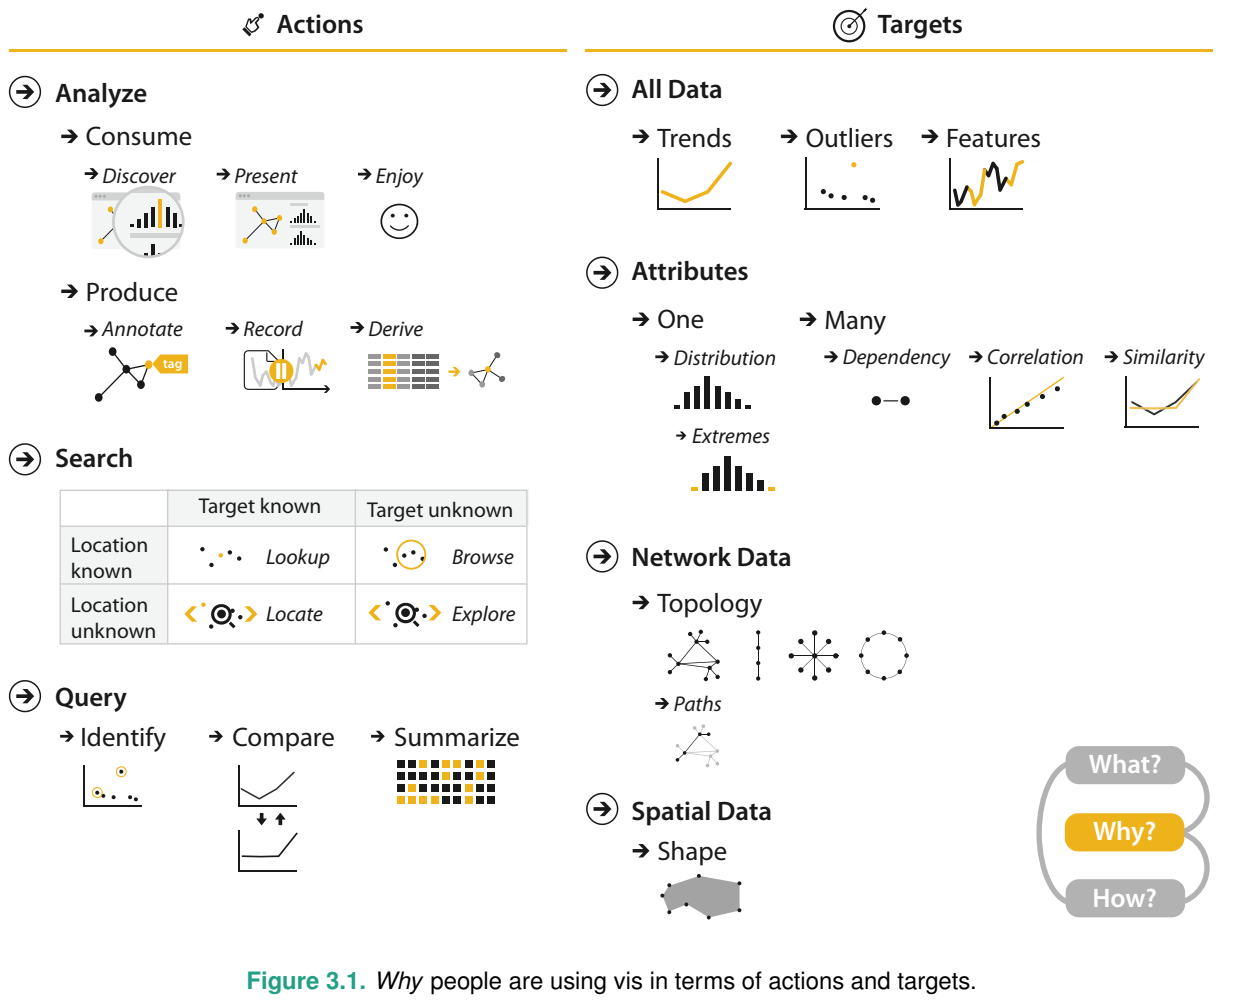 Actions
Analyze
Consume
Discover Present Enjoy
Produce
Annotate Record Derive
tag
Search
Target known Target unknown
Location known Lookup Browse
Location unknown Locate Explore
Query
Identify Compare Summarize
Targets
All Data
Trends Outliers Features
Attributes
One Many
Distribution Dependency Correlation Similarity
Extremes
Network Data
Topology
Paths
Spatial Data
Shape
What?
Why?
How?
Figure 3.1. Why people are using vis in terms of actions and targets.